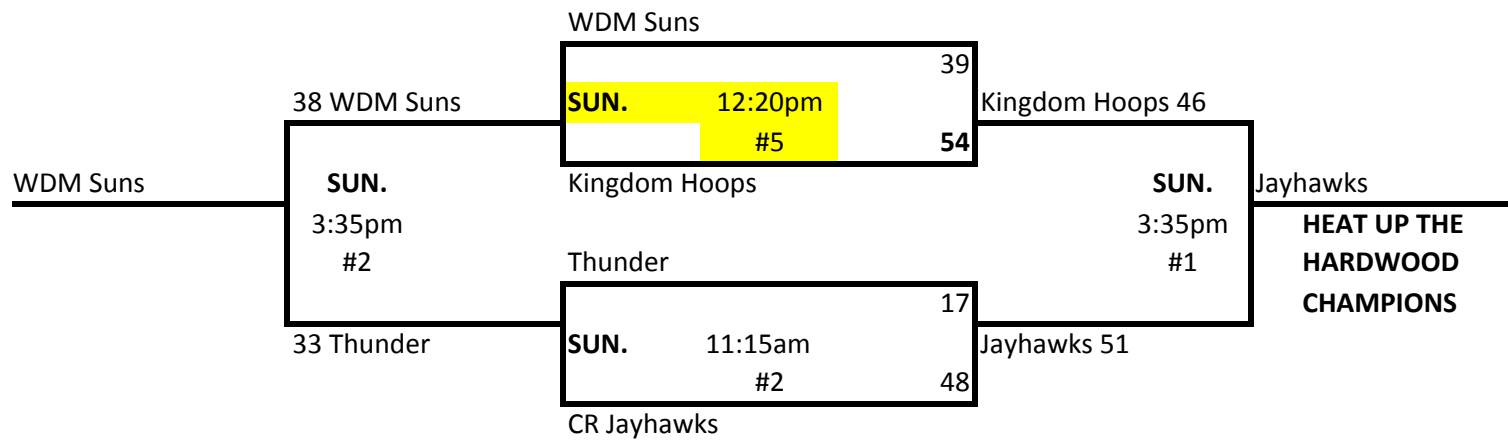 WDM Suns
39
38 WDM Suns SUN. 12:20pm Kingdom Hoops 46
#5 54
WDM Suns SUN. Kingdom Hoops SUN. Jayhawks
3:35pm 3:35pm HEAT UP THE
#2 Thunder #1 HARDWOOD
17 CHAMPIONS
33 Thunder SUN. 11:15am Jayhawks 51
#2 48
CR Jayhawks